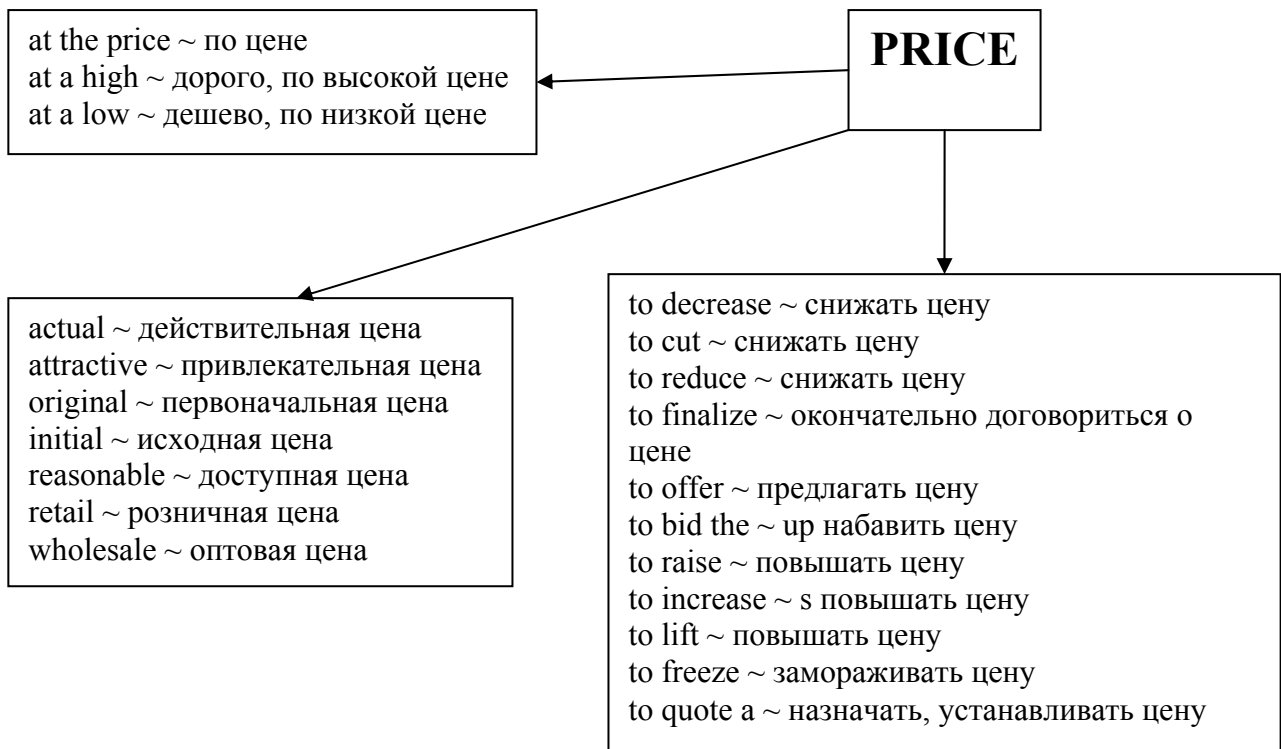 PRICE
at the price ~ по цене
at a high ~ дорого, по высокой цене
at a low ~ дешево, по низкой цене
actual ~ действительная цена
attractive ~ привлекательная цена
original ~ первоначальная цена
initial ~ исходная цена
reasonable ~ доступная цена
retail ~ розничная цена
wholesale ~ оптовая цена
to decrease ~ снижать цену
to cut ~ снижать цену
to reduce ~ снижать цену
to finalize ~ окончательно договориться о
цене
to offer ~ предлагать цену
to bid the ~ up набавить цену
to raise ~ повышать цену
to increase ~ s повышать цену
to lift ~ повышать цену
to freeze ~ замораживать цену
to quote a ~ назначать, устанавливать цену